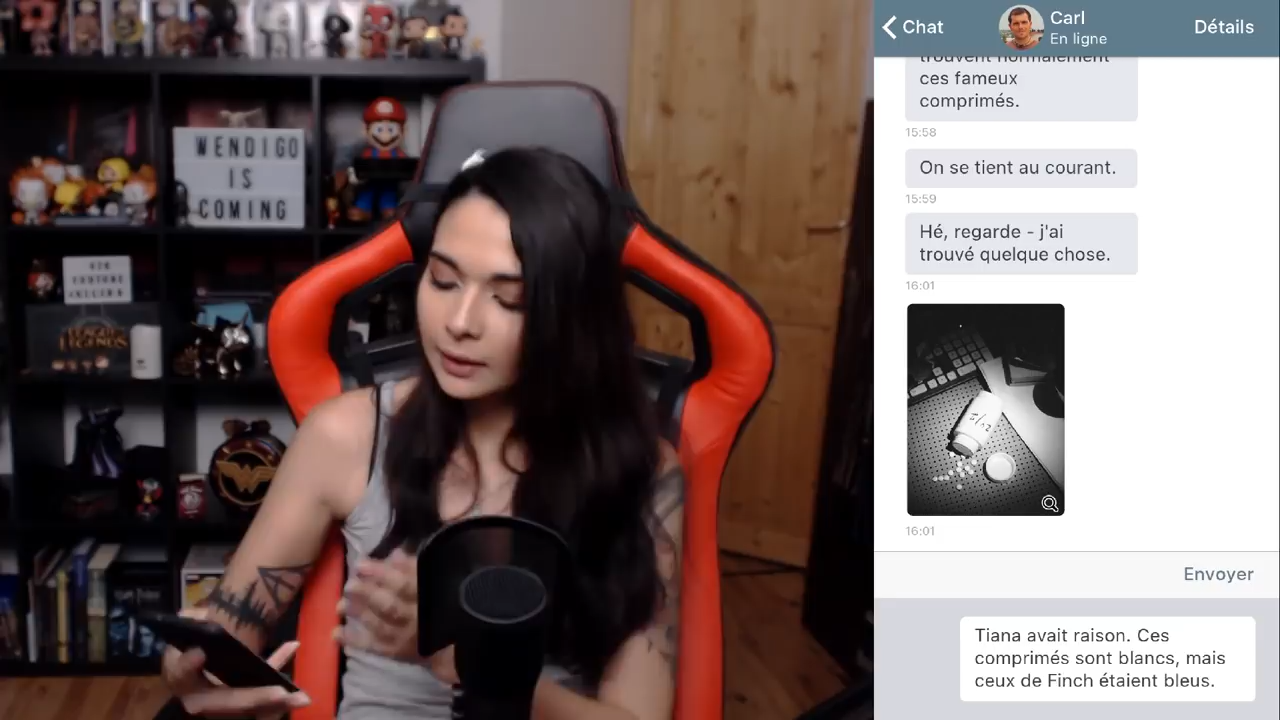 WENDIGO
IS
COMING
LEAGUE
LEGENDS
Chat
Carl
En ligne
Détails
trouvent normalement
ces fameux
comprimés.
15:58
On se tient au courant.
15:59
Hé, regarde - j'ai
trouvé quelque chose.
16:01
16:01
Envoyer
Tiana avait raison. Ces
comprimés sont blancs, mais
ceux de Finch étaient bleus.